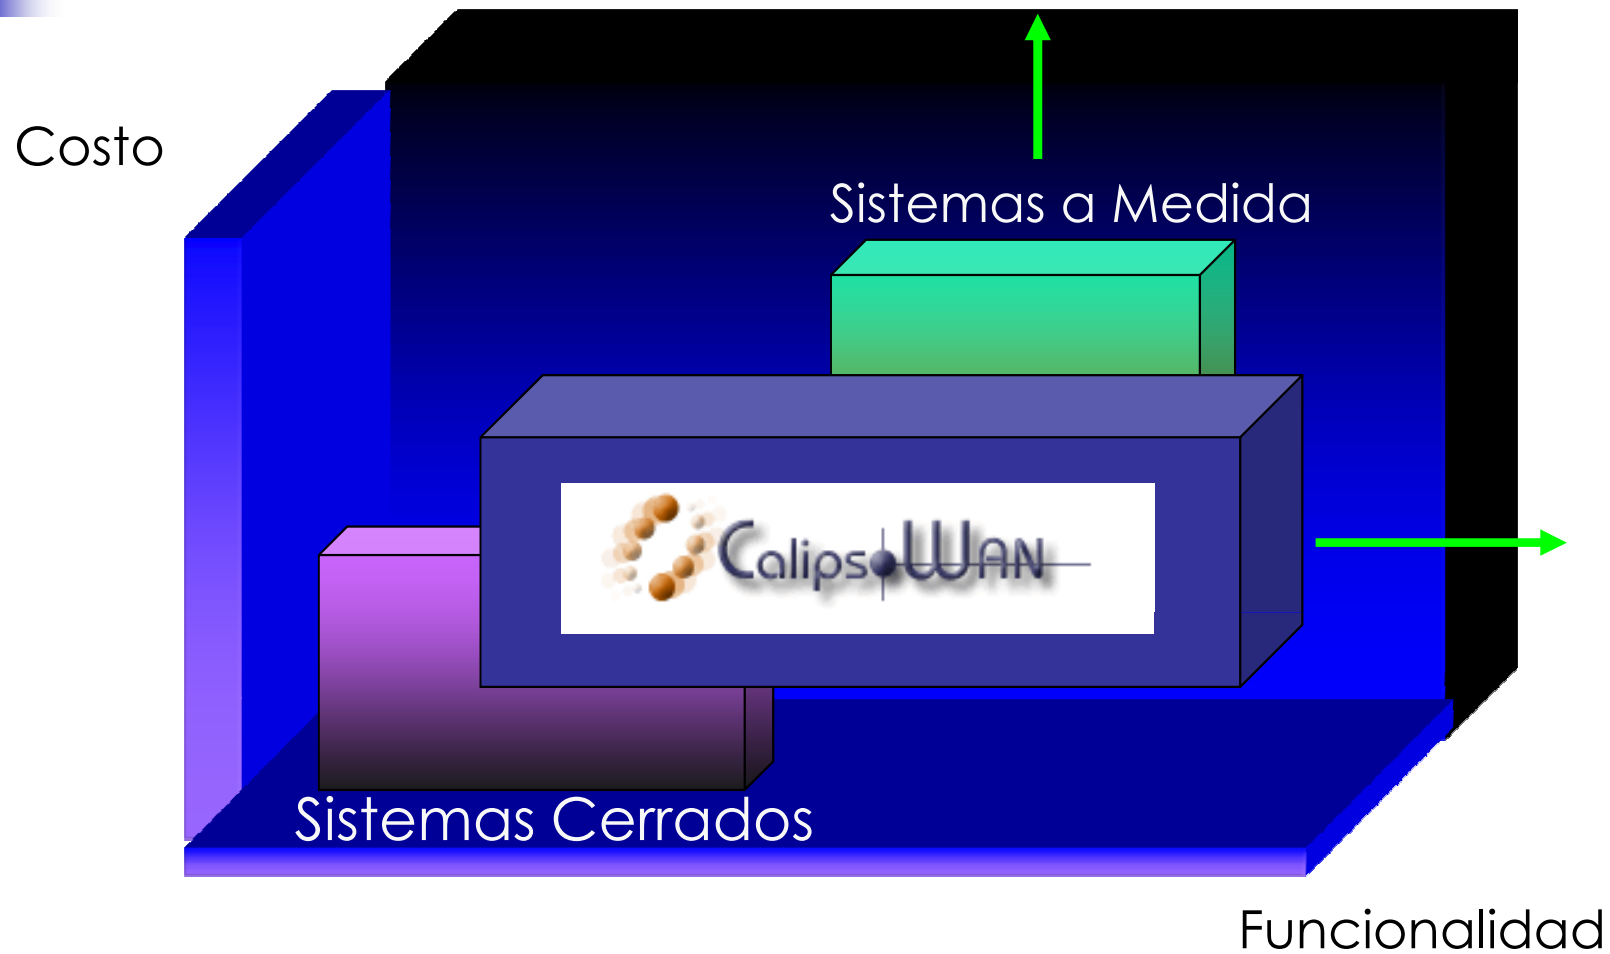 Costo
Sistemas a Medida
CalipsoWAN
Sistemas Cerrados
Funcionalidad